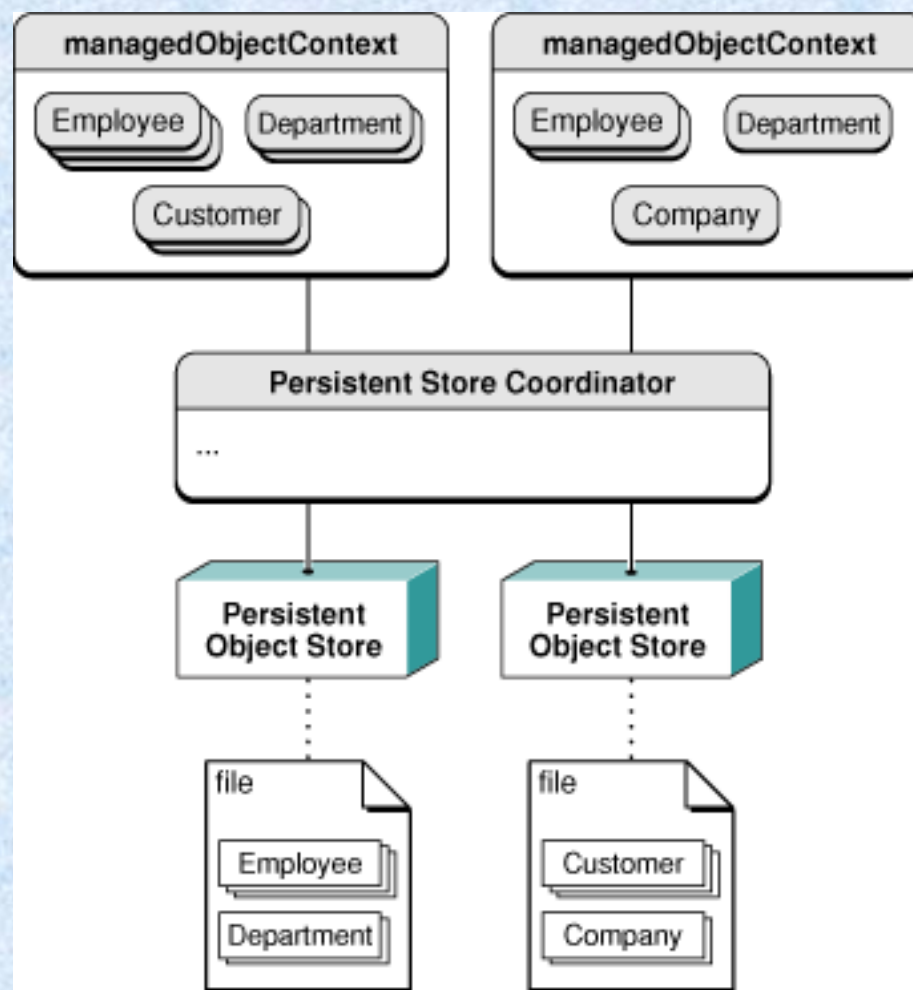 managedObjectContext
Employee
Department
Customer
managedObjectContext
Employee
Department
Company
Persistent Store Coordinator
...
Persistent
Object Store
Persistent
Object Store
file
Employee
Department
file
Customer
Company